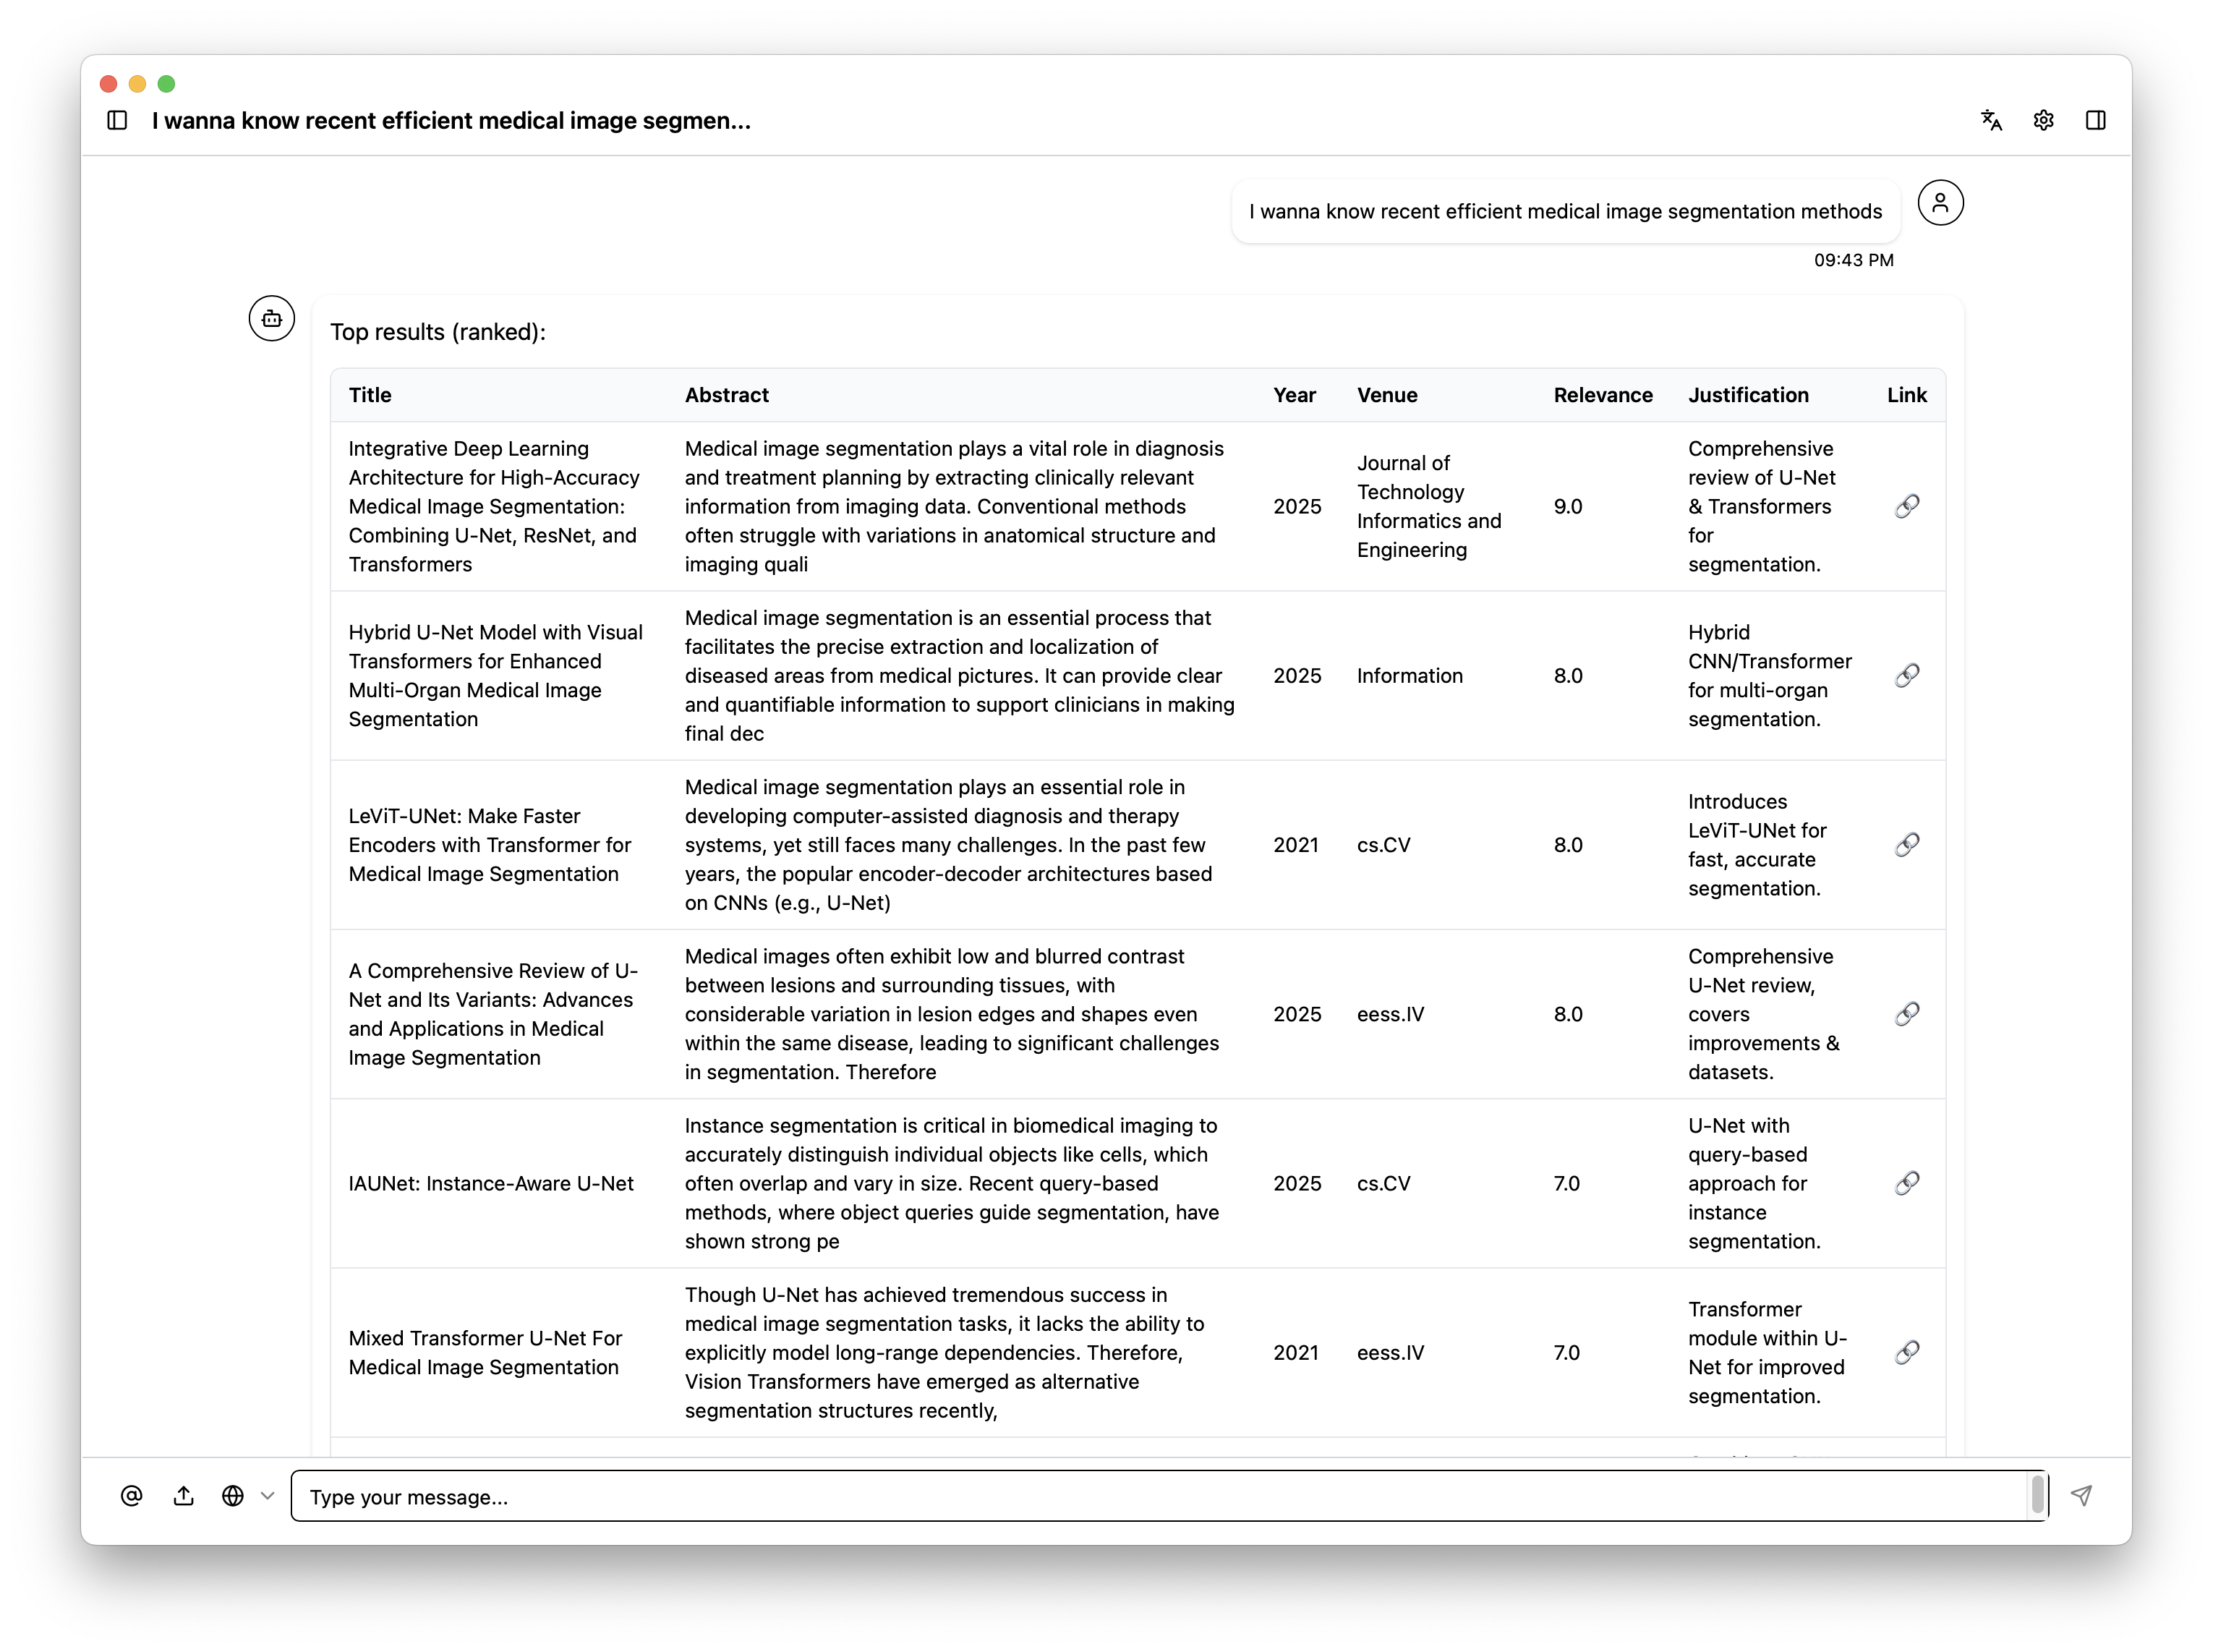 I wanna know recent efficient medical image segmen...
I wanna know recent efficient medical image segmentation methods
09:43 PM
Top results (ranked):
Title Abstract Year Venue Relevance Justification Link
Integrative Deep Learning
Architecture for High-Accuracy
Medical Image Segmentation:
Combining U-Net, ResNet, and
Transformers
Medical image segmentation plays a vital role in diagnosis
and treatment planning by extracting clinically relevant
information from imaging data. Conventional methods
often struggle with variations in anatomical structure and
imaging quali
2025
Journal of
Technology
Informatics and
Engineering
9.0
Comprehensive
review of U-Net
& Transformers
for
segmentation.
Hybrid U-Net Model with Visual
Transformers for Enhanced
Multi-Organ Medical Image
Segmentation
Medical image segmentation is an essential process that
facilitates the precise extraction and localization of
diseased areas from medical pictures. It can provide clear
and quantifiable information to support clinicians in making
final dec
2025
Information
8.0
Hybrid
CNN/Transformer
for multi-organ
segmentation.
LeViT-UNet: Make Faster
Encoders with Transformer for
Medical Image Segmentation
Medical image segmentation plays an essential role in
developing computer-assisted diagnosis and therapy
systems, yet still faces many challenges. In the past few
years, the popular encoder-decoder architectures based
on CNNs (e.g., U-Net)
2021
cs.CV
8.0
Introduces
LeViT-UNet for
fast, accurate
segmentation.
A Comprehensive Review of U-
Net and Its Variants: Advances
and Applications in Medical
Image Segmentation
Medical images often exhibit low and blurred contrast
between lesions and surrounding tissues, with
considerable variation in lesion edges and shapes even
within the same disease, leading to significant challenges
in segmentation. Therefore
2025
eess.IV
8.0
Comprehensive
U-Net review,
covers
improvements &
datasets.
IAUNet: Instance-Aware U-Net
Instance segmentation is critical in biomedical imaging to
accurately distinguish individual objects like cells, which
often overlap and vary in size. Recent query-based
methods, where object queries guide segmentation, have
shown strong pe
2025
cs.CV
7.0
U-Net with
query-based
approach for
instance
segmentation.
Mixed Transformer U-Net For
Medical Image Segmentation
Though U-Net has achieved tremendous success in
medical image segmentation tasks, it lacks the ability to
explicitly model long-range dependencies. Therefore,
Vision Transformers have emerged as alternative
segmentation structures recently,
2021
eess.IV
7.0
Transformer
module within U-
Net for improved
segmentation.
Type your message...